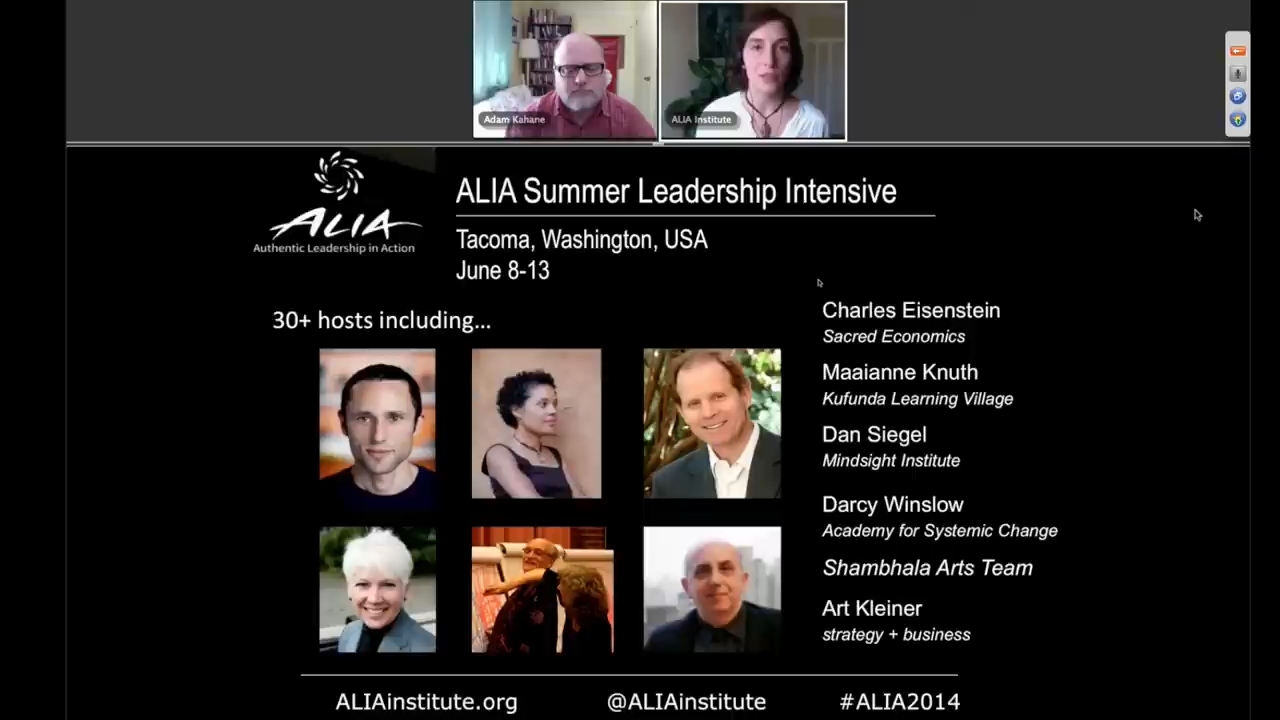 Adam Kahane
ALIA Institute
ALIA
Authentic Leadership in Action
ALIA Summer Leadership Intensive
Tacoma, Washington, USA
June 8-13
30+ hosts including...
Charles Eisenstein
Sacred Economics
Maaianne Knuth
Kufunda Learning Village
Dan Siegel
Mindsight Institute
Darcy Winslow
Academy for Systemic Change
Shambhala Arts Team
Art Kleiner
strategy + business
ALIAinstitute.org
@ALIAinstitute
#ALIA2014